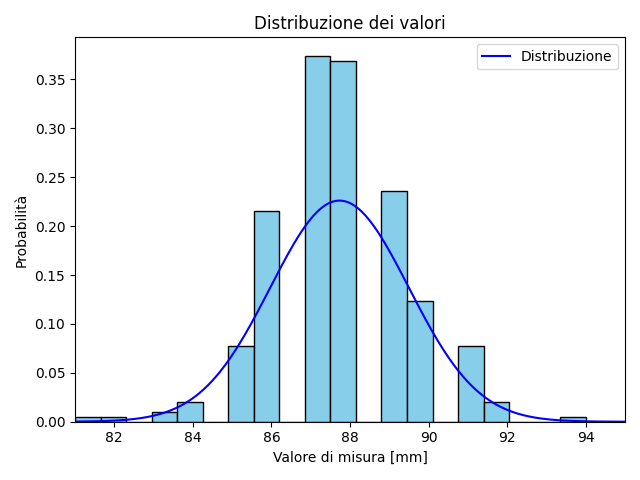 Distribuzione dei valori
Distribuzione
Probabilità
0.35
0.30
0.25
0.20
0.15
0.10
0.05
0.00
82 84 86 88 90 92 94
Valore di misura [mm]